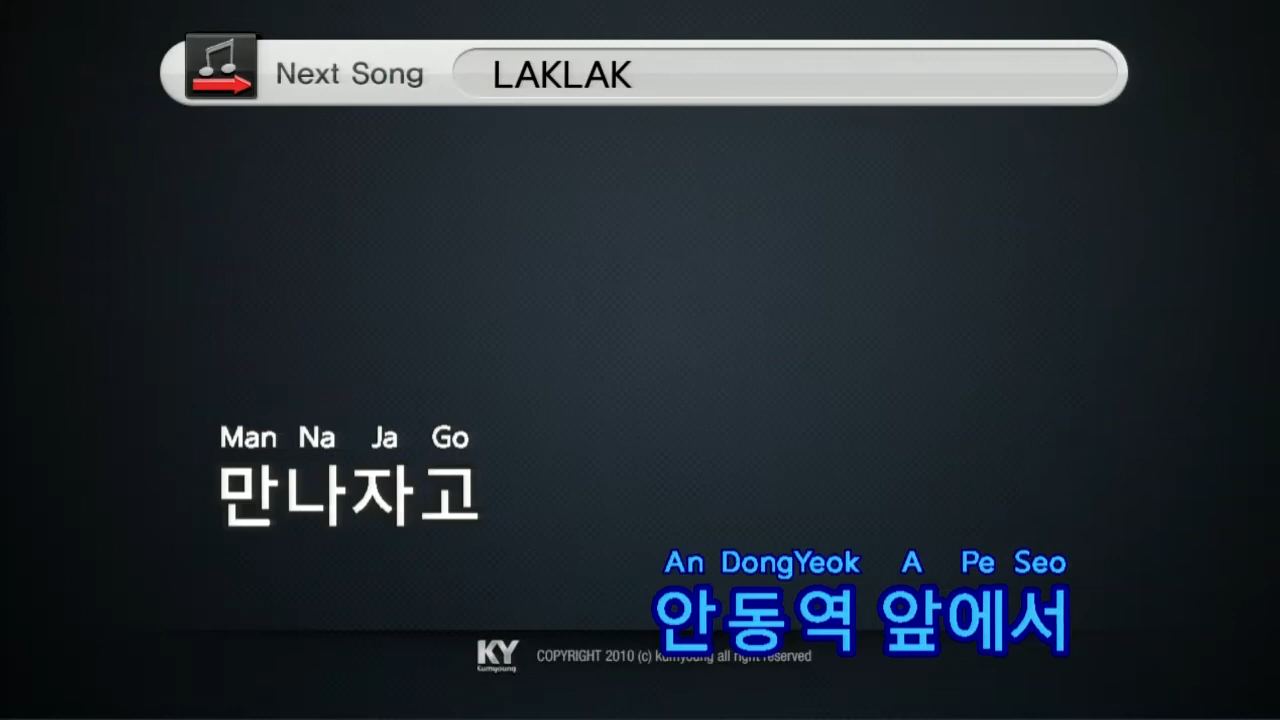 Next Song LAKLAK
Man Na Ja Go
만나자고
An DongYeok A Pe Seo
안동역 앞에서
KY Kumyoung COPYRIGHT 2010 (c) kumyoung all right reserved